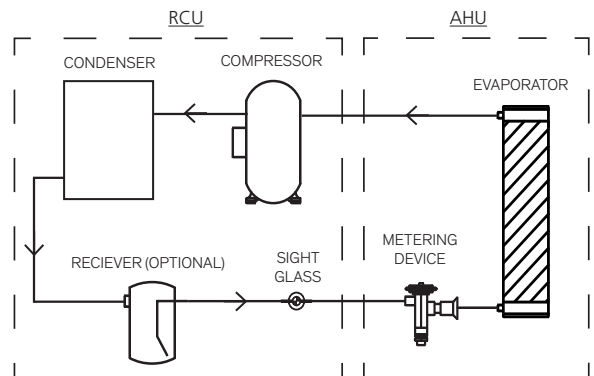 RCU
AHU
CONDENSER
COMPRESSOR
EVAPORATOR
RECIEVER (OPTIONAL)
SIGHT
GLASS
METERING
DEVICE